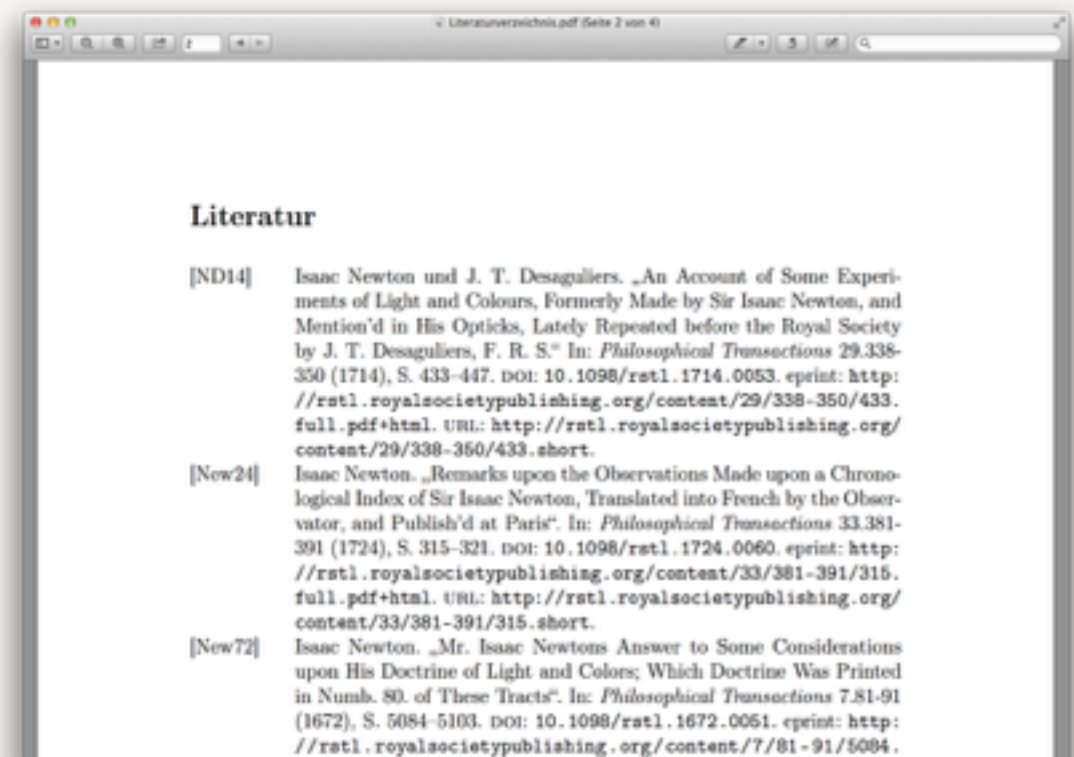 Literaturverzeichnis.pdf (Seite 2 von 4)
2
Literatur
[ND14] Isaac Newton und J. T. Desaguliers. „An Account of Some Experi-
ments of Light and Colours, Formerly Made by Sir Isaac Newton, and
Mention'd in His Opticks, Lately Repeated before the Royal Society
by J. T. Desaguliers, F. R. S.“ In: Philosophical Transactions 29.338-
350 (1714), S. 433–447. DOI: 10.1098/rstl.1714.0053. eprint: http:
//rstl.royalsocietypublishing.org/content/29/338-350/433.
full.pdf+html. URL: http://rstl.royalsocietypublishing.org/
content/29/338-350/433.short.
[New24] Isaac Newton. „Remarks upon the Observations Made upon a Chrono-
logical Index of Sir Isaac Newton, Translated into French by the Obser-
vator, and Publish'd at Paris“. In: Philosophical Transactions 33.381-
391 (1724), S. 315–321. DOI: 10.1098/rstl.1724.0060. eprint: http:
//rstl.royalsocietypublishing.org/content/33/381-391/315.
full.pdf+html. URL: http://rstl.royalsocietypublishing.org/
content/33/381-391/315.short.
[New72] Isaac Newton. „Mr. Isaac Newtons Answer to Some Considerations
upon His Doctrine of Light and Colors; Which Doctrine Was Printed
in Numb. 80. of These Tracts“. In: Philosophical Transactions 7.81-91
(1672), S. 5084–5103. DOI: 10.1098/rstl.1672.0051. eprint: http:
//rstl.royalsocietypublishing.org/content/7/81-91/5084.